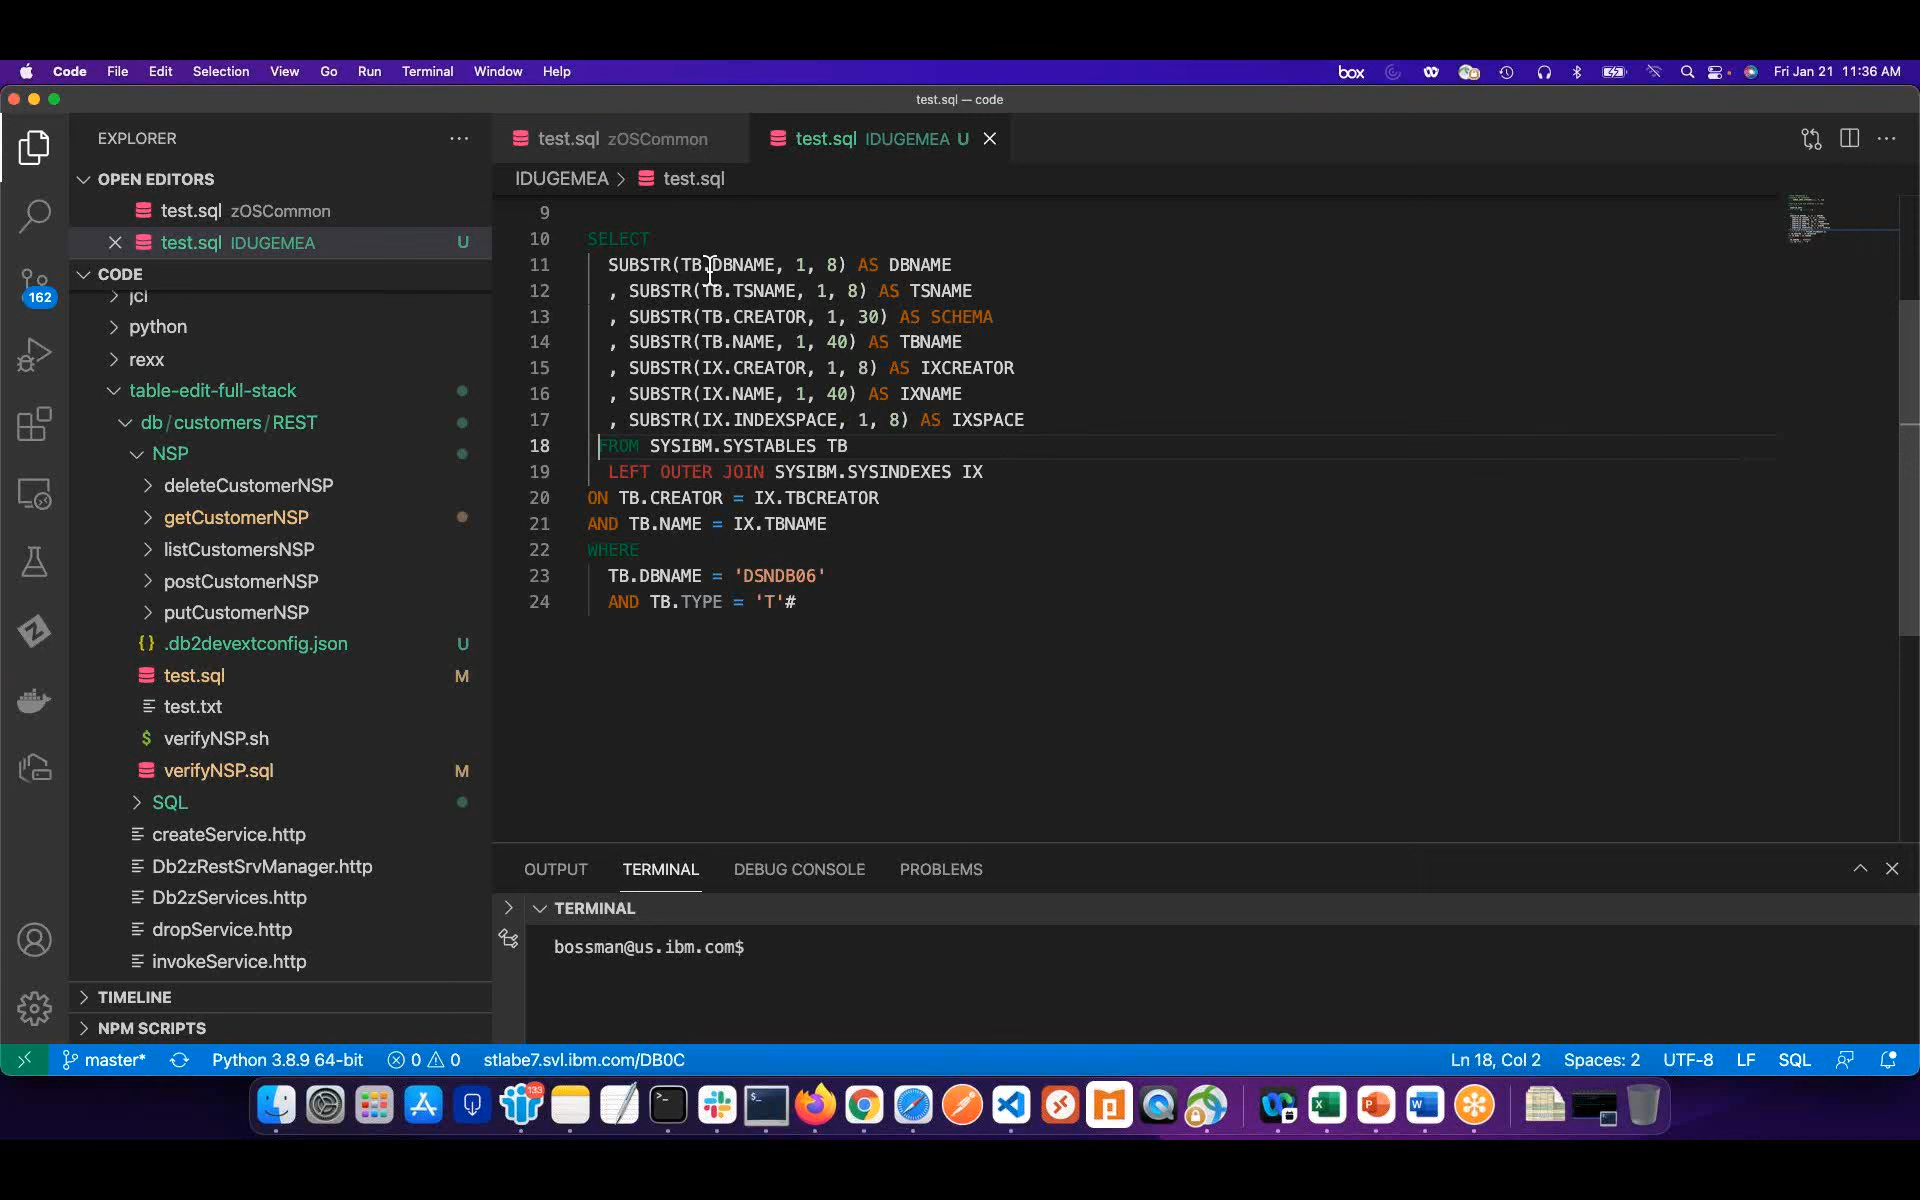 Code File Edit Selection View Go Run Terminal Window Help box Fri Jan 21 11:36 AM
test.sql — code
EXPLORER
OPEN EDITORS
test.sql zOSCommon
test.sql IDUGEMEA U
CODE
162
jcl
python
rexx
table-edit-full-stack
db/customers/REST
NSP
deleteCustomerNSP
getCustomerNSP
listCustomersNSP
postCustomerNSP
putCustomerNSP
{} .db2devextconfig.json U
test.sql M
test.txt
$ verifyNSP.sh
verifyNSP.sql M
SQL
createService.http
Db2zRestSrvManager.http
Db2zServices.http
dropService.http
invokeService.http
TIMELINE
NPM SCRIPTS
test.sql zOSCommon test.sql IDUGEMEA U
IDUGEMEA > test.sql
9
10 SELECT
11 SUBSTR(TB.DBNAME, 1, 8) AS DBNAME
12 , SUBSTR(TB.TSNAME, 1, 8) AS TSNAME
13 , SUBSTR(TB.CREATOR, 1, 30) AS SCHEMA
14 , SUBSTR(TB.NAME, 1, 40) AS TBNAME
15 , SUBSTR(IX.CREATOR, 1, 8) AS IXCREATOR
16 , SUBSTR(IX.NAME, 1, 40) AS IXNAME
17 , SUBSTR(IX.INDEXSPACE, 1, 8) AS IXSPACE
18 FROM SYSIBM.SYSTABLES TB
19 LEFT OUTER JOIN SYSIBM.SYSINDEXES IX
20 ON TB.CREATOR = IX.TBCREATOR
21 AND TB.NAME = IX.TBNAME
22 WHERE
23 TB.DBNAME = 'DSNDB06'
24 AND TB.TYPE = 'T'#
OUTPUT TERMINAL DEBUG CONSOLE PROBLEMS
TERMINAL
bossman@us.ibm.com$
master* Python 3.8.9 64-bit 0 0 stlabe7.svl.ibm.com/DB0C Ln 18, Col 2 Spaces: 2 UTF-8 LF SQL
133